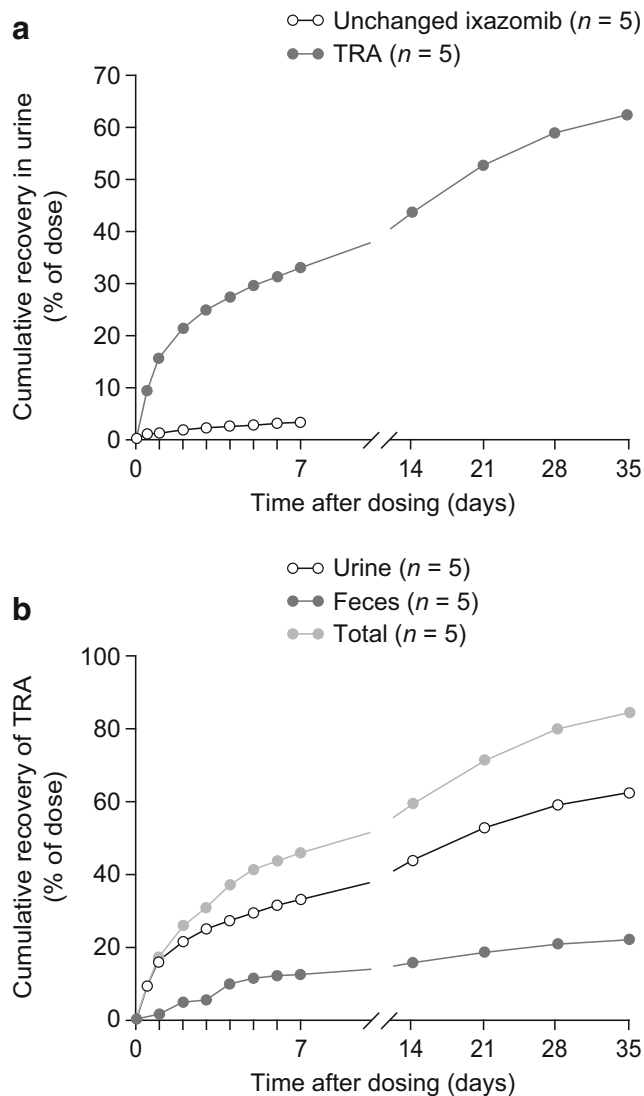 a
Unchanged ixazomib (n = 5)
TRA (n = 5)
Cumulative recovery in urine
(% of dose)
70
60
50
40
30
20
10
0
0 7 14 21 28 35
Time after dosing (days)
b
Urine (n = 5)
Feces (n = 5)
Total (n = 5)
Cumulative recovery of TRA
(% of dose)
100
80
60
40
20
0
0 7 14 21 28 35
Time after dosing (days)